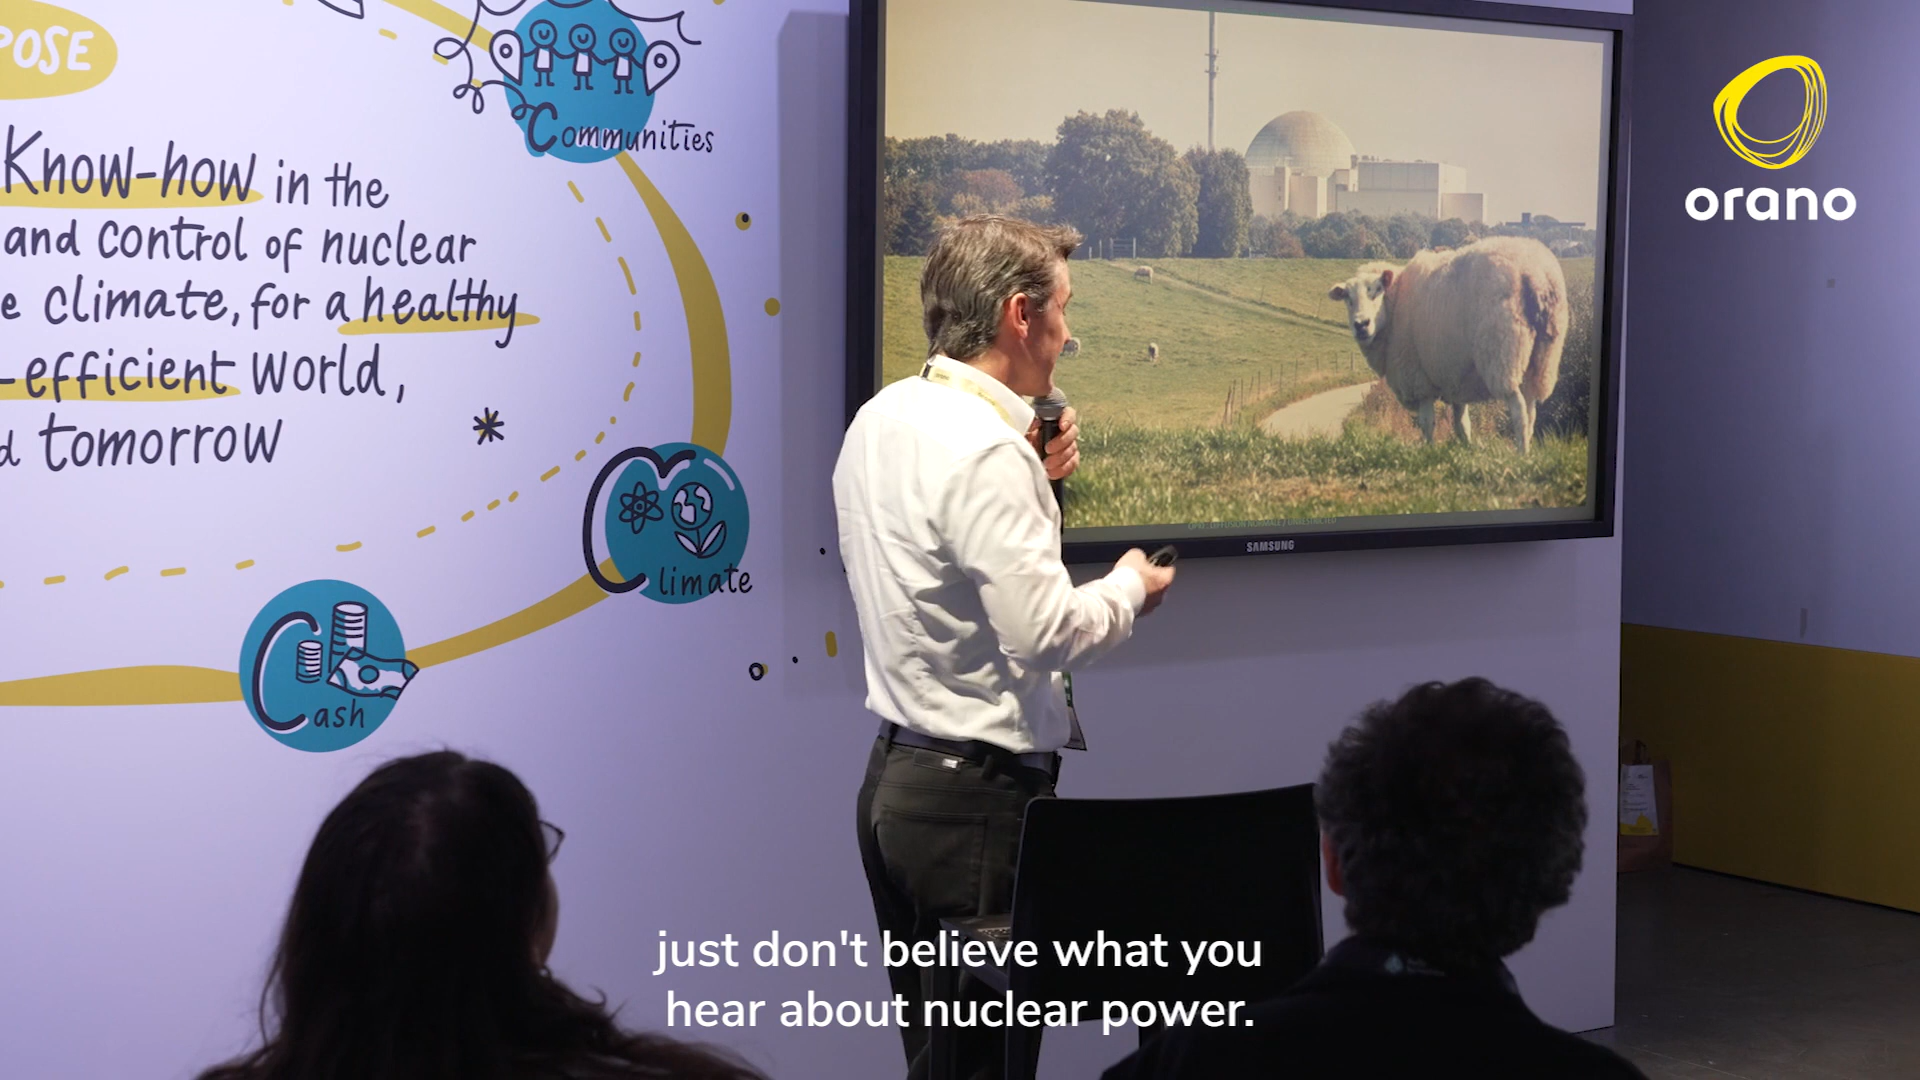 POSE
Know-how in the
and control of nuclear
e climate, for a healthy
-efficient world,
d tomorrow
Communities
Climate
Cash
orano
SAMSUNG
just don't believe what you
hear about nuclear power.